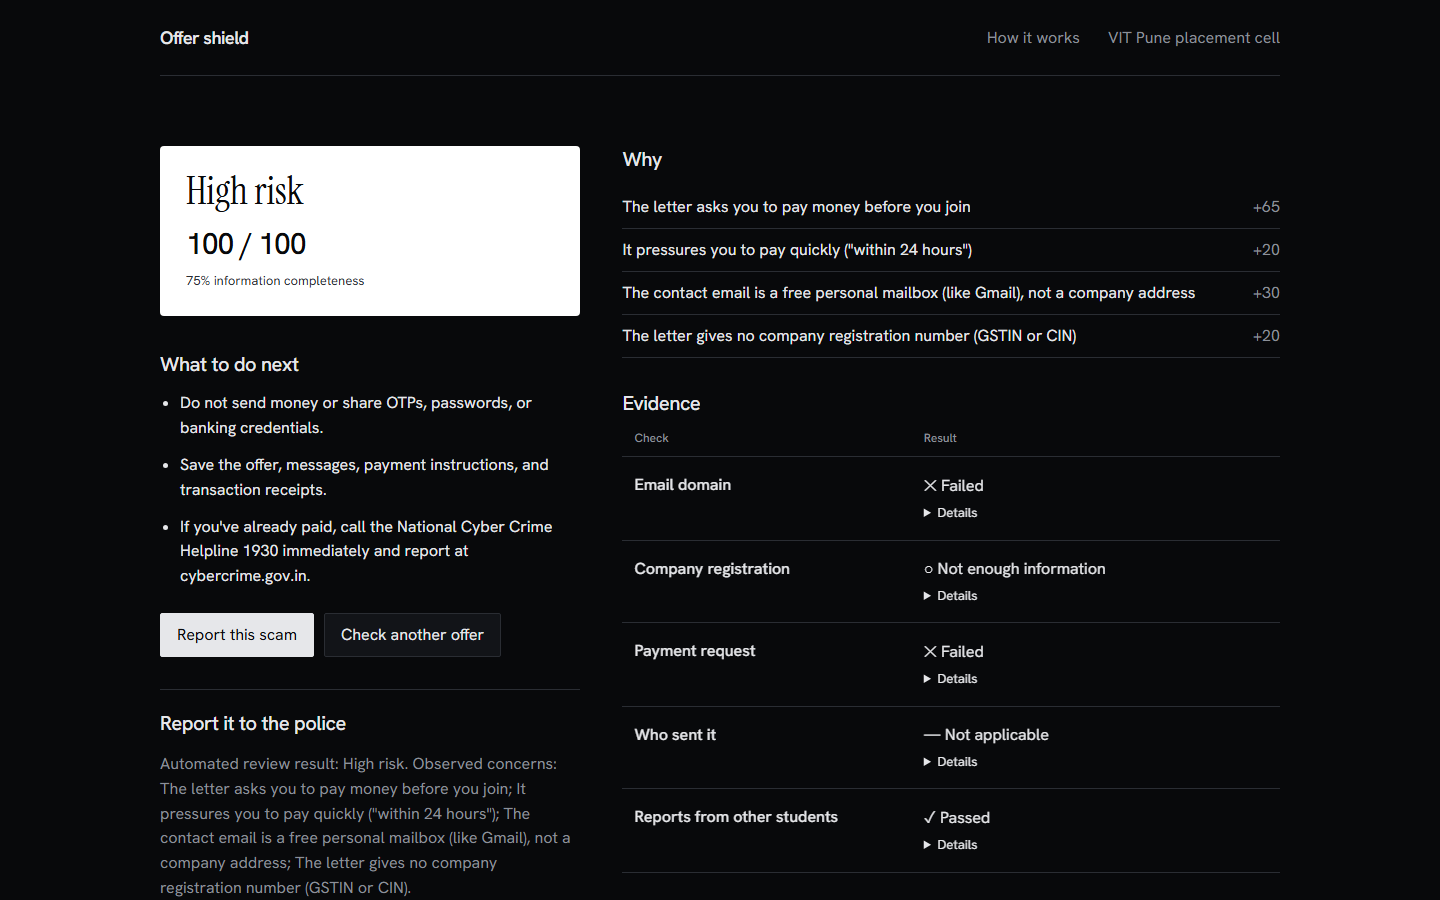 Offer shield
How it works
VIT Pune placement cell
High risk
100 / 100
75% information completeness
What to do next
• Do not send money or share OTPs, passwords, or
banking credentials.
• Save the offer, messages, payment instructions, and
transaction receipts.
• If you've already paid, call the National Cyber Crime
Helpline 1930 immediately and report at
cybercrime.gov.in.
Report this scam
Check another offer
Report it to the police
Automated review result: High risk. Observed concerns:
The letter asks you to pay money before you join; It
pressures you to pay quickly ("within 24 hours"); The
contact email is a free personal mailbox (like Gmail), not a
company address; The letter gives no company
registration number (GSTIN or CIN).
Why
The letter asks you to pay money before you join +65
It pressures you to pay quickly ("within 24 hours") +20
The contact email is a free personal mailbox (like Gmail), not a company address +30
The letter gives no company registration number (GSTIN or CIN) +20
Evidence
Check Result
Email domain ✕ Failed
▶ Details
Company registration ○ Not enough information
▶ Details
Payment request ✕ Failed
▶ Details
Who sent it — Not applicable
▶ Details
Reports from other students ✓ Passed
▶ Details